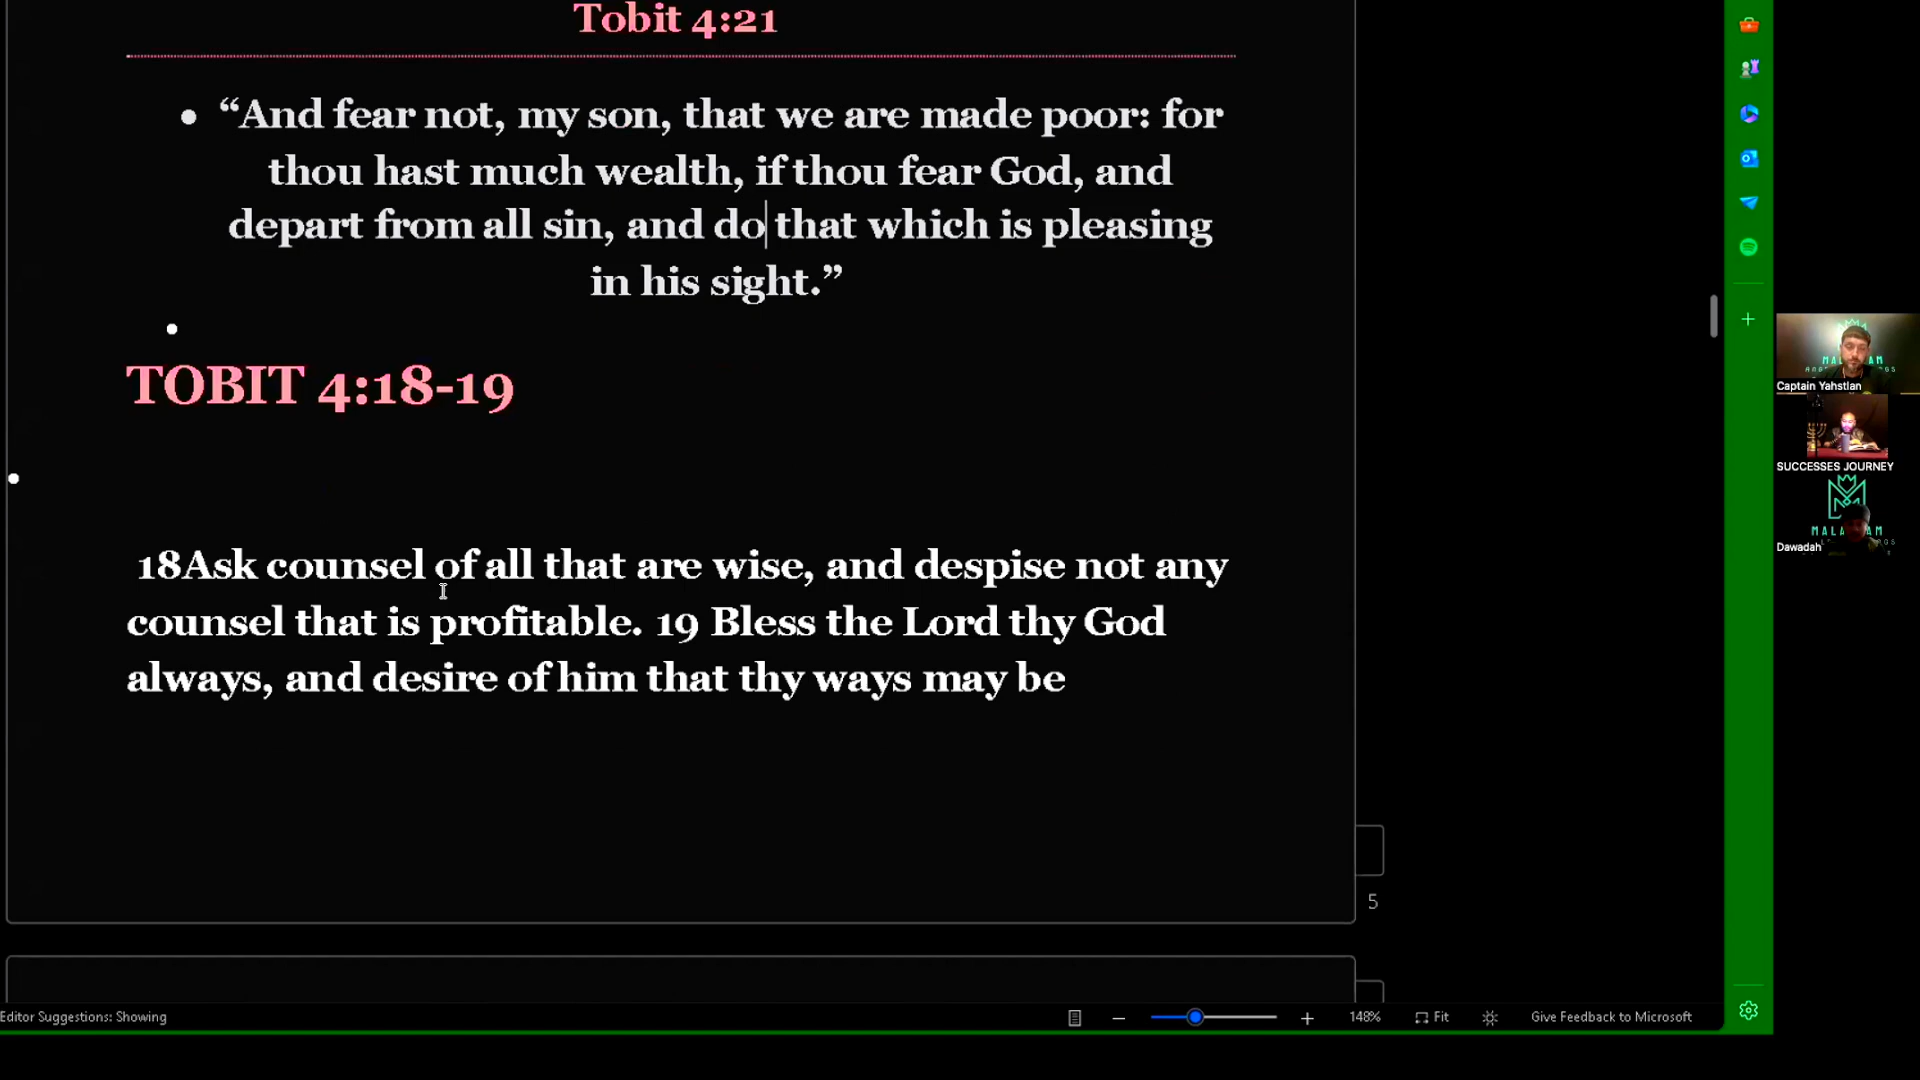 Tobit 4:21
• “And fear not, my son, that we are made poor: for
thou hast much wealth, if thou fear God, and
depart from all sin, and do that which is pleasing
in his sight.”
•
TOBIT 4:18-19
•
18Ask counsel of all that are wise, and despise not any
counsel that is profitable. 19 Bless the Lord thy God
always, and desire of him that thy ways may be
5
Editor Suggestions: Showing
148%
Fit
Give Feedback to Microsoft
Captain Yahstlan
SUCCESSES JOURNEY
Dawadah